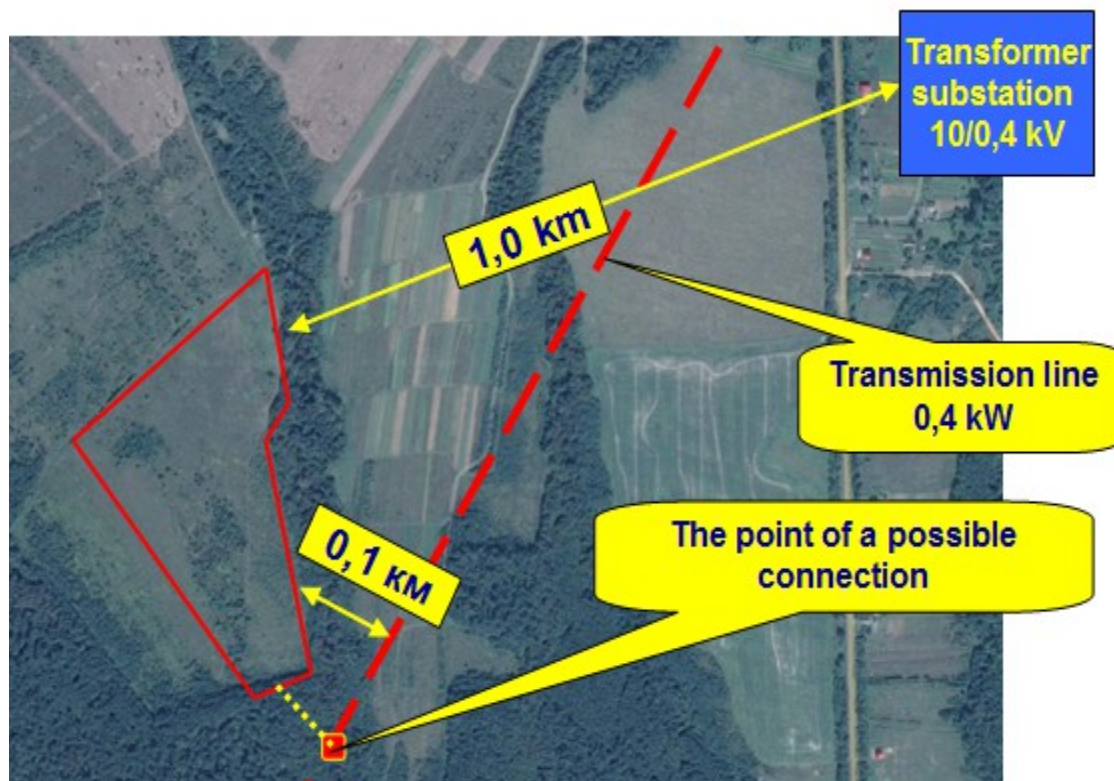 Transformer
substation
10/0,4 kV
1,0 km
Transmission line
0,4 kW
0,1 км
The point of a possible
connection